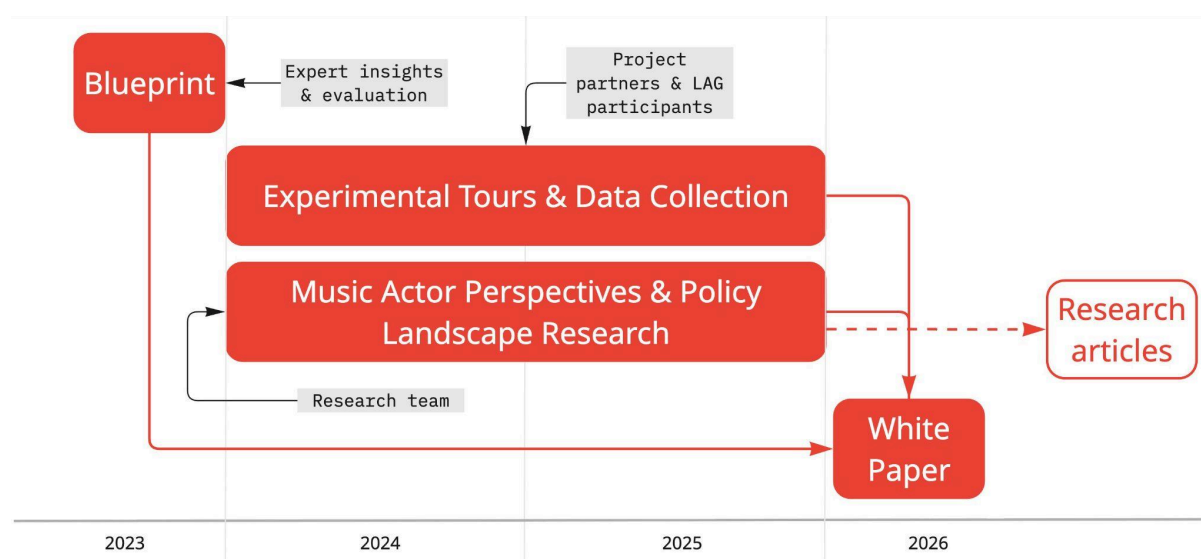 Blueprint
Expert insights
& evaluation
Project
partners & LAG
participants
Experimental Tours & Data Collection
Music Actor Perspectives & Policy
Landscape Research
Research
articles
Research team
White
Paper
2023
2024
2025
2026